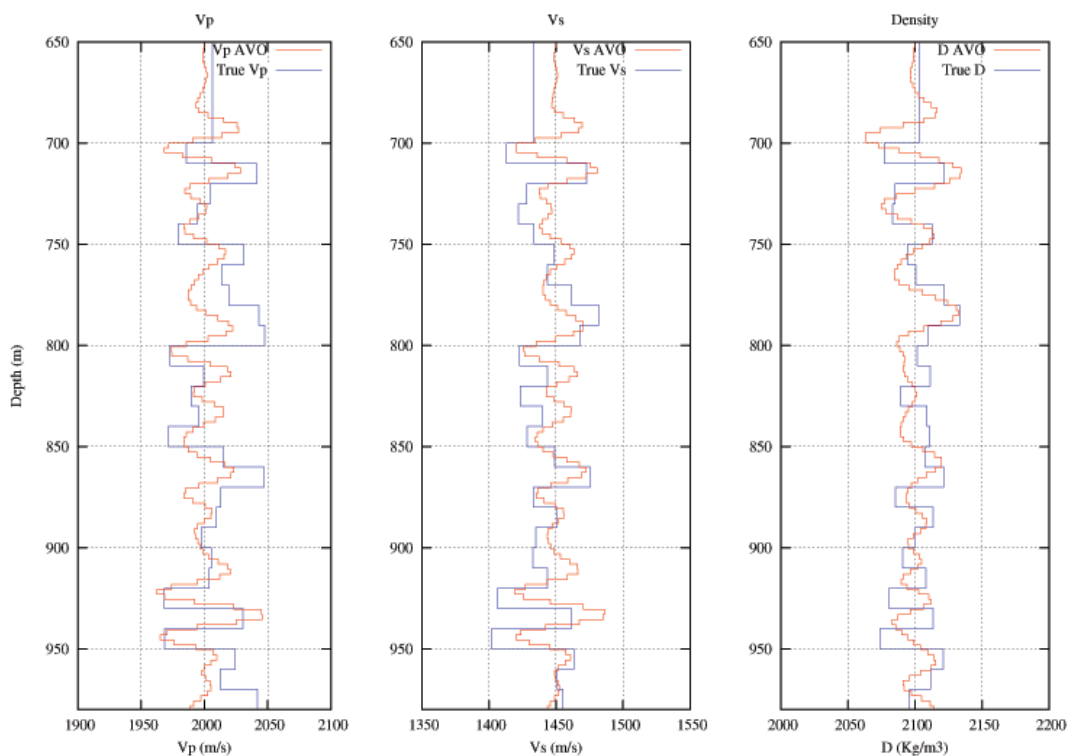 Vp
Vs
Density
Vp AVO
True Vp
Vs AVO
True Vs
D AVO
True D
650
700
750
800
850
900
950
650
700
750
800
850
900
950
650
700
750
800
850
900
950
Depth (m)
1900 1950 2000 2050 2100
1350 1400 1450 1500 1550
2000 2050 2100 2150 2200
Vp (m/s)
Vs (m/s)
D (Kg/m3)